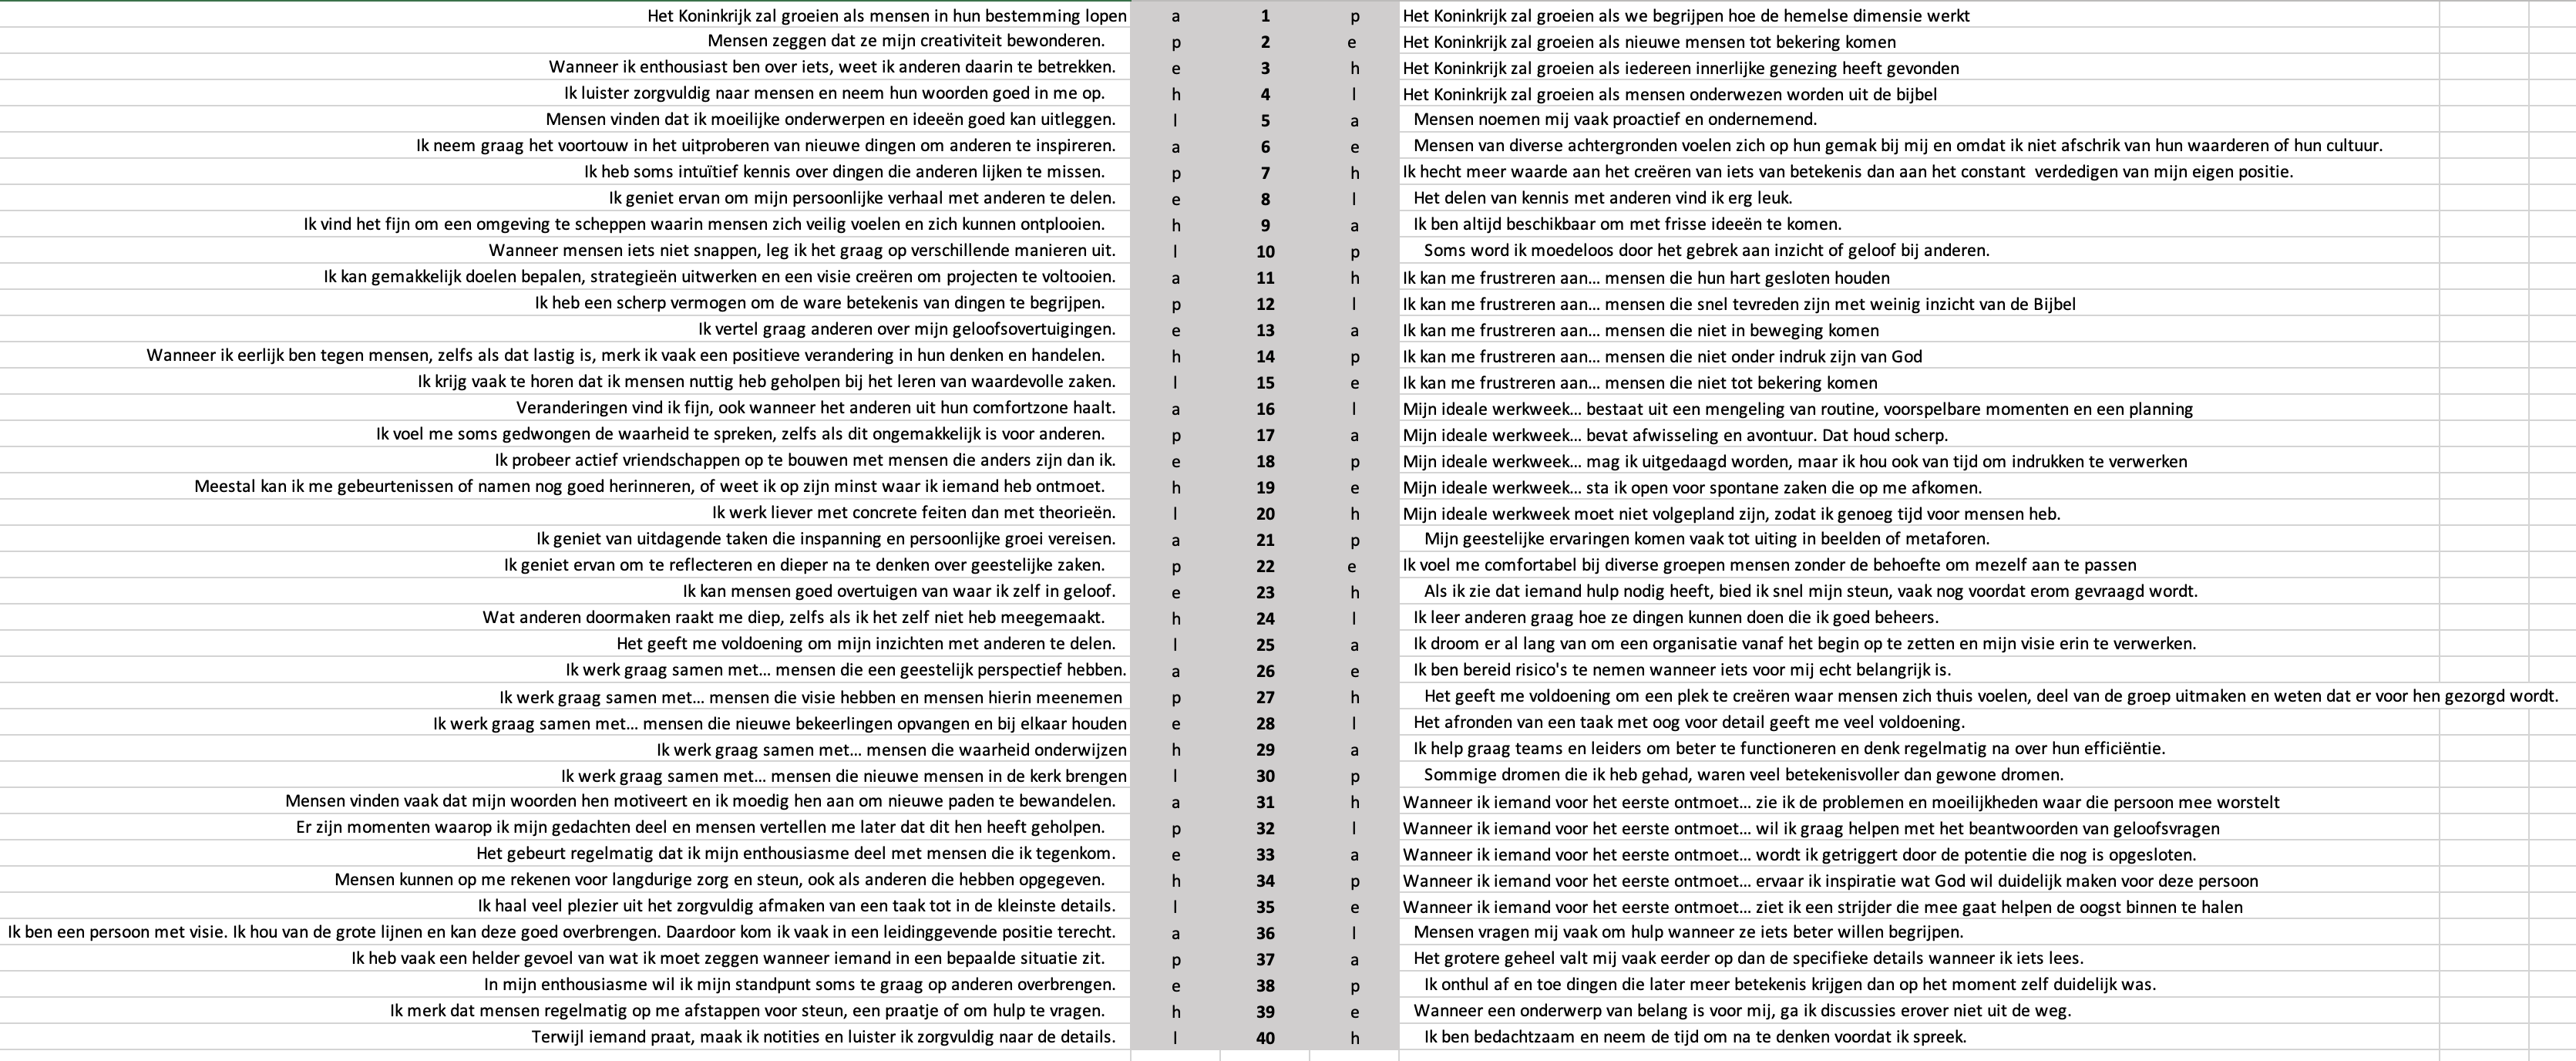 Het Koninkrijk zal groeien als mensen in hun bestemming lopen a 1 p Het Koninkrijk zal groeien als we begrijpen hoe de hemelse dimensie werkt
Mensen zeggen dat ze mijn creativiteit bewonderen. p 2 e Het Koninkrijk zal groeien als nieuwe mensen tot bekering komen
Wanneer ik enthousiast ben over iets, weet ik anderen daarin te betrekken. e 3 h Het Koninkrijk zal groeien als iedereen innerlijke genezing heeft gevonden
Ik luister zorgvuldig naar mensen en neem hun woorden goed in me op. h 4 l Het Koninkrijk zal groeien als mensen onderwezen worden uit de bijbel
Mensen vinden dat ik moeilijke onderwerpen en ideeën goed kan uitleggen. l 5 a Mensen noemen mij vaak proactief en ondernemend.
Ik neem graag het voortouw in het uitproberen van nieuwe dingen om anderen te inspireren. a 6 e Mensen van diverse achtergronden voelen zich op hun gemak bij mij en omdat ik niet afschrik van hun waarderen of hun cultuur.
Ik heb soms intuïtief kennis over dingen die anderen lijken te missen. p 7 h Ik hecht meer waarde aan het creëren van iets van betekenis dan aan het constant verdedigen van mijn eigen positie.
Ik geniet ervan om mijn persoonlijke verhaal met anderen te delen. e 8 l Het delen van kennis met anderen vind ik erg leuk.
Ik vind het fijn om een omgeving te scheppen waarin mensen zich veilig voelen en zich kunnen ontplooien. h 9 a Ik ben altijd beschikbaar om met frisse ideeën te komen.
Wanneer mensen iets niet snappen, leg ik het graag op verschillende manieren uit. l 10 p Soms word ik moedeloos door het gebrek aan inzicht of geloof bij anderen.
Ik kan gemakkelijk doelen bepalen, strategieën uitwerken en een visie creëren om projecten te voltooien. a 11 h Ik kan me frustreren aan... mensen die hun hart gesloten houden
Ik heb een scherp vermogen om de ware betekenis van dingen te begrijpen. p 12 l Ik kan me frustreren aan... mensen die snel tevreden zijn met weinig inzicht van de Bijbel
Ik vertel graag anderen over mijn geloofsovertuigingen. e 13 a Ik kan me frustreren aan... mensen die niet in beweging komen
Wanneer ik eerlijk ben tegen mensen, zelfs als dat lastig is, merk ik vaak een positieve verandering in hun denken en handelen. h 14 p Ik kan me frustreren aan... mensen die niet onder indruk zijn van God
Ik krijg vaak te horen dat ik mensen nuttig heb geholpen bij het leren van waardevolle zaken. l 15 e Ik kan me frustreren aan... mensen die niet tot bekering komen
Veranderingen vind ik fijn, ook wanneer het anderen uit hun comfortzone haalt. a 16 l Mijn ideale werkweek... bestaat uit een mengeling van routine, voorspelbare momenten en een planning
Ik voel me soms gedwongen de waarheid te spreken, zelfs als dit ongemakkelijk is voor anderen. p 17 a Mijn ideale werkweek... bevat afwisseling en avontuur. Dat houd scherp.
Ik probeer actief vriendschappen op te bouwen met mensen die anders zijn dan ik. e 18 p Mijn ideale werkweek... mag ik uitgedaagd worden, maar ik hou ook van tijd om indrukken te verwerken
Meestal kan ik me gebeurtenissen of namen nog goed herinneren, of weet ik op zijn minst waar ik iemand heb ontmoet. h 19 e Mijn ideale werkweek... sta ik open voor spontane zaken die op me afkomen.
Ik werk liever met concrete feiten dan met theorieën. l 20 h Mijn ideale werkweek moet niet volgepland zijn, zodat ik genoeg tijd voor mensen heb.
Ik geniet van uitdagende taken die inspanning en persoonlijke groei vereisen. a 21 p Mijn geestelijke ervaringen komen vaak tot uiting in beelden of metaforen.
Ik geniet ervan om te reflecteren en dieper na te denken over geestelijke zaken. p 22 e Ik voel me comfortabel bij diverse groepen mensen zonder de behoefte om mezelf aan te passen
Ik kan mensen goed overtuigen van waar ik zelf in geloof. e 23 h Als ik zie dat iemand hulp nodig heeft, bied ik snel mijn steun, vaak nog voordat erom gevraagd wordt.
Wat anderen doormaken raakt me diep, zelfs als ik het zelf niet heb meegemaakt. h 24 l Ik leer anderen graag hoe ze dingen kunnen doen die ik goed beheers.
Het geeft me voldoening om mijn inzichten met anderen te delen. l 25 a Ik droom er al lang van om een organisatie vanaf het begin op te zetten en mijn visie erin te verwerken.
Ik werk graag samen met... mensen die een geestelijk perspectief hebben. a 26 e Ik ben bereid risico's te nemen wanneer iets voor mij echt belangrijk is.
Ik werk graag samen met... mensen die visie hebben en mensen hierin meenemen p 27 h Het geeft me voldoening om een plek te creëren waar mensen zich thuis voelen, deel van de groep uitmaken en weten dat er voor hen gezorgd wordt.
Ik werk graag samen met... mensen die nieuwe bekeerlingen opvangen en bij elkaar houden e 28 l Het afronden van een taak met oog voor detail geeft me veel voldoening.
Ik werk graag samen met... mensen die waarheid onderwijzen h 29 a Ik help graag teams en leiders om beter te functioneren en denk regelmatig na over hun efficiëntie.
Ik werk graag samen met... mensen die nieuwe mensen in de kerk brengen l 30 p Sommige dromen die ik heb gehad, waren veel betekenisvoller dan gewone dromen.
Mensen vinden vaak dat mijn woorden hen motiveert en ik moedig hen aan om nieuwe paden te bewandelen. a 31 h Wanneer ik iemand voor het eerste ontmoet... zie ik de problemen en moeilijkheden waar die persoon mee worstelt
Er zijn momenten waarop ik mijn gedachten deel en mensen vertellen me later dat dit hen heeft geholpen. p 32 l Wanneer ik iemand voor het eerste ontmoet... wil ik graag helpen met het beantwoorden van geloofsvragen
Het gebeurt regelmatig dat ik mijn enthousiasme deel met mensen die ik tegenkom. e 33 a Wanneer ik iemand voor het eerste ontmoet... wordt ik getriggert door de potentie die nog is opgesloten.
Mensen kunnen op me rekenen voor langdurige zorg en steun, ook als anderen die hebben opgegeven. h 34 p Wanneer ik iemand voor het eerste ontmoet... ervaar ik inspiratie wat God wil duidelijk maken voor deze persoon
Ik haal veel plezier uit het zorgvuldig afmaken van een taak tot in de kleinste details. l 35 e Wanneer ik iemand voor het eerste ontmoet... ziet ik een strijder die mee gaat helpen de oogst binnen te halen
Ik ben een persoon met visie. Ik hou van de grote lijnen en kan deze goed overbrengen. Daardoor kom ik vaak in een leidinggevende positie terecht. a 36 l Mensen vragen mij vaak om hulp wanneer ze iets beter willen begrijpen.
Ik heb vaak een helder gevoel van wat ik moet zeggen wanneer iemand in een bepaalde situatie zit. p 37 a Het grotere geheel valt mij vaak eerder op dan de specifieke details wanneer ik iets lees.
In mijn enthousiasme wil ik mijn standpunt soms te graag op anderen overbrengen. e 38 p Ik onthul af en toe dingen die later meer betekenis krijgen dan op het moment zelf duidelijk was.
Ik merk dat mensen regelmatig op me afstappen voor steun, een praatje of om hulp te vragen. h 39 e Wanneer een onderwerp van belang is voor mij, ga ik discussies erover niet uit de weg.
Terwijl iemand praat, maak ik notities en luister ik zorgvuldig naar de details. l 40 h Ik ben bedachtzaam en neem de tijd om na te denken voordat ik spreek.